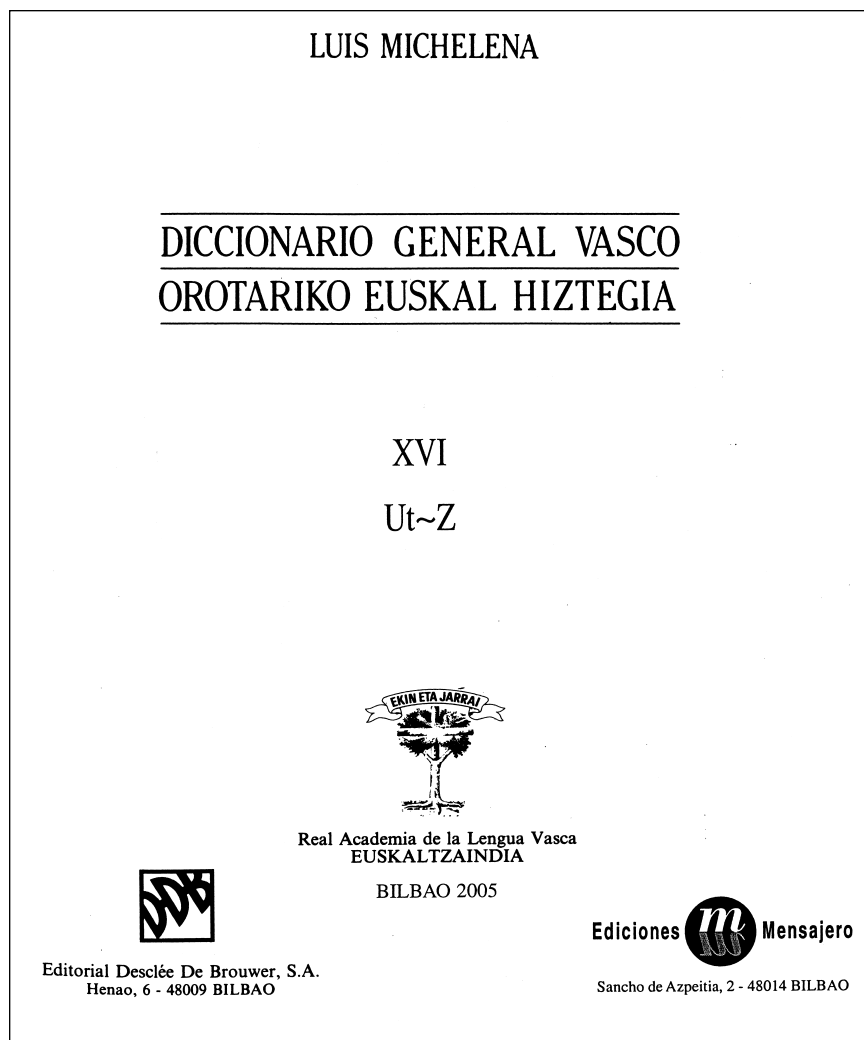 LUIS MICHELENA
DICCIONARIO GENERAL VASCO
OROTARIKO EUSKAL HIZTEGIA
XVI
Ut~Z
EKIN ETA JARRAI
Real Academia de la Lengua Vasca
EUSKALTZAINDIA
BILBAO 2005
DDB
Editorial Desclée De Brouwer, S.A.
Henao, 6 - 48009 BILBAO
Ediciones m Mensajero
Sancho de Azpeitia, 2 - 48014 BILBAO